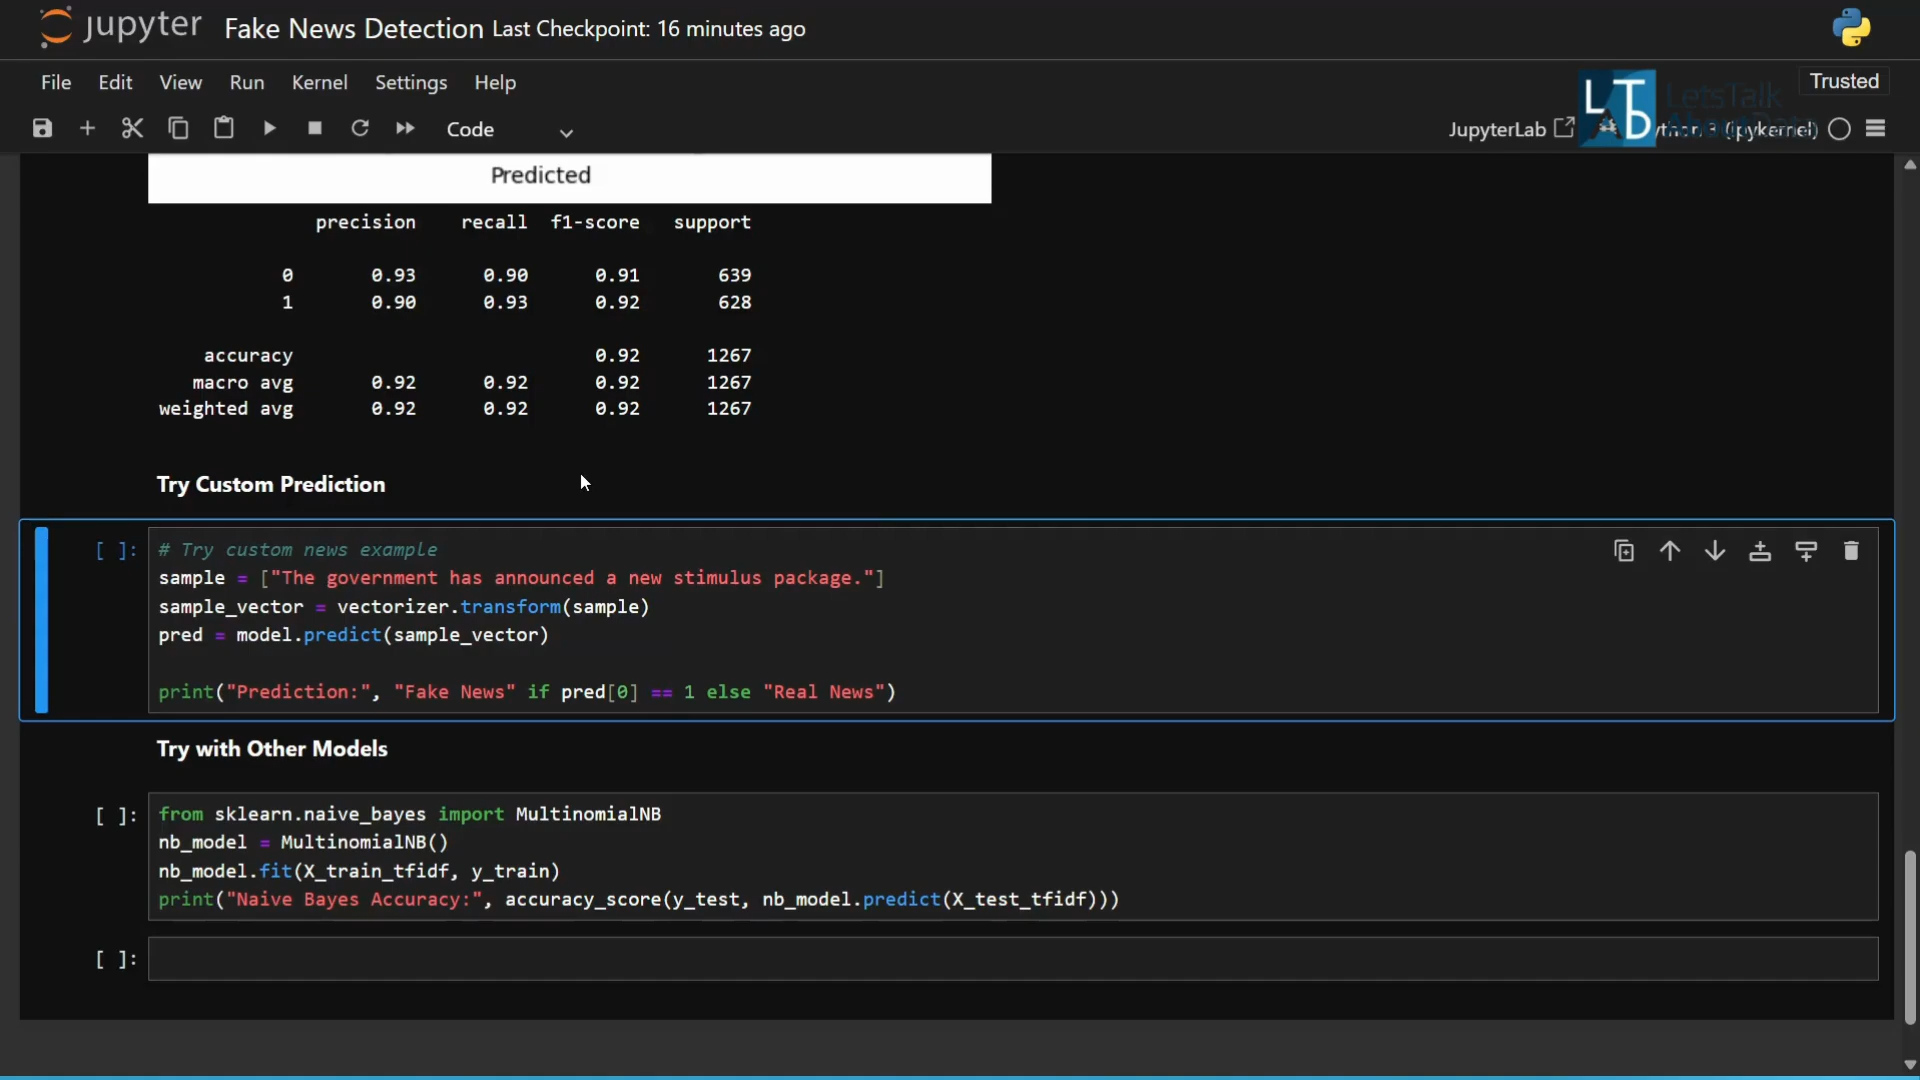 jupyter Fake News Detection Last Checkpoint: 16 minutes ago
File Edit View Run Kernel Settings Help
Trusted
LetsTalk
Code
JupyterLab
LTD
(ipykernel)
Predicted
precision recall f1-score support
0 0.93 0.90 0.91 639
1 0.90 0.93 0.92 628
accuracy 0.92 1267
macro avg 0.92 0.92 0.92 1267
weighted avg 0.92 0.92 0.92 1267
Try Custom Prediction
[ ]:
# Try custom news example
sample = ["The government has announced a new stimulus package."]
sample_vector = vectorizer.transform(sample)
pred = model.predict(sample_vector)
print("Prediction:", "Fake News" if pred[0] == 1 else "Real News")
Try with Other Models
[ ]:
from sklearn.naive_bayes import MultinomialNB
nb_model = MultinomialNB()
nb_model.fit(X_train_tfidf, y_train)
print("Naive Bayes Accuracy:", accuracy_score(y_test, nb_model.predict(X_test_tfidf)))
[ ]: